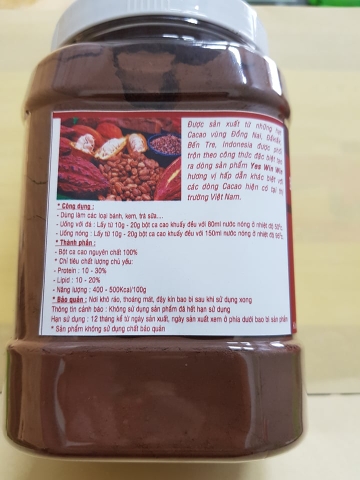 Được sản xuất từ những hạt
Cacao vùng Đồng Nai, Đăklăk,
Bến Tre, Indonesia được phối
trộn theo công thức đặc biệt tạo
ra dòng sản phẩm Yes Win Win
hương vị hấp dẫn khác biệt với
các dòng Cacao hiện có tại thị
trường Việt Nam.
* Công dụng :
- Dùng làm các loại bánh, kem, trà sữa....
- Uống đá : Lấy từ 10g - 20g bột ca cao khuấy đều với 80ml nước nóng ở nhiệt độ
- Uống nóng : Lấy từ 10g - 20g bột ca cao khuấy đều với 150ml nước nóng ở nhiệt độ
* Thành phần :
- Bột ca cao nguyên chất 100%
* Chỉ tiêu chất lượng chủ yếu:
- Protein : 10 - 30%
- Lipid : 10 - 20%
- Năng lượng : 400 - 500Kcal/100g
* Bảo quản : Nơi khô ráo, thoáng mát, đậy kín bao bì sau khi sử dụng xong
Thông tin cảnh báo : Không sử dụng sản phẩm đã hết hạn sử dụng
Hạn sử dụng : 12 tháng kể từ ngày sản xuất, ngày sản xuất xem ở phía dưới bao bì sản phẩm
* Sản phẩm không sử dụng chất bảo quản